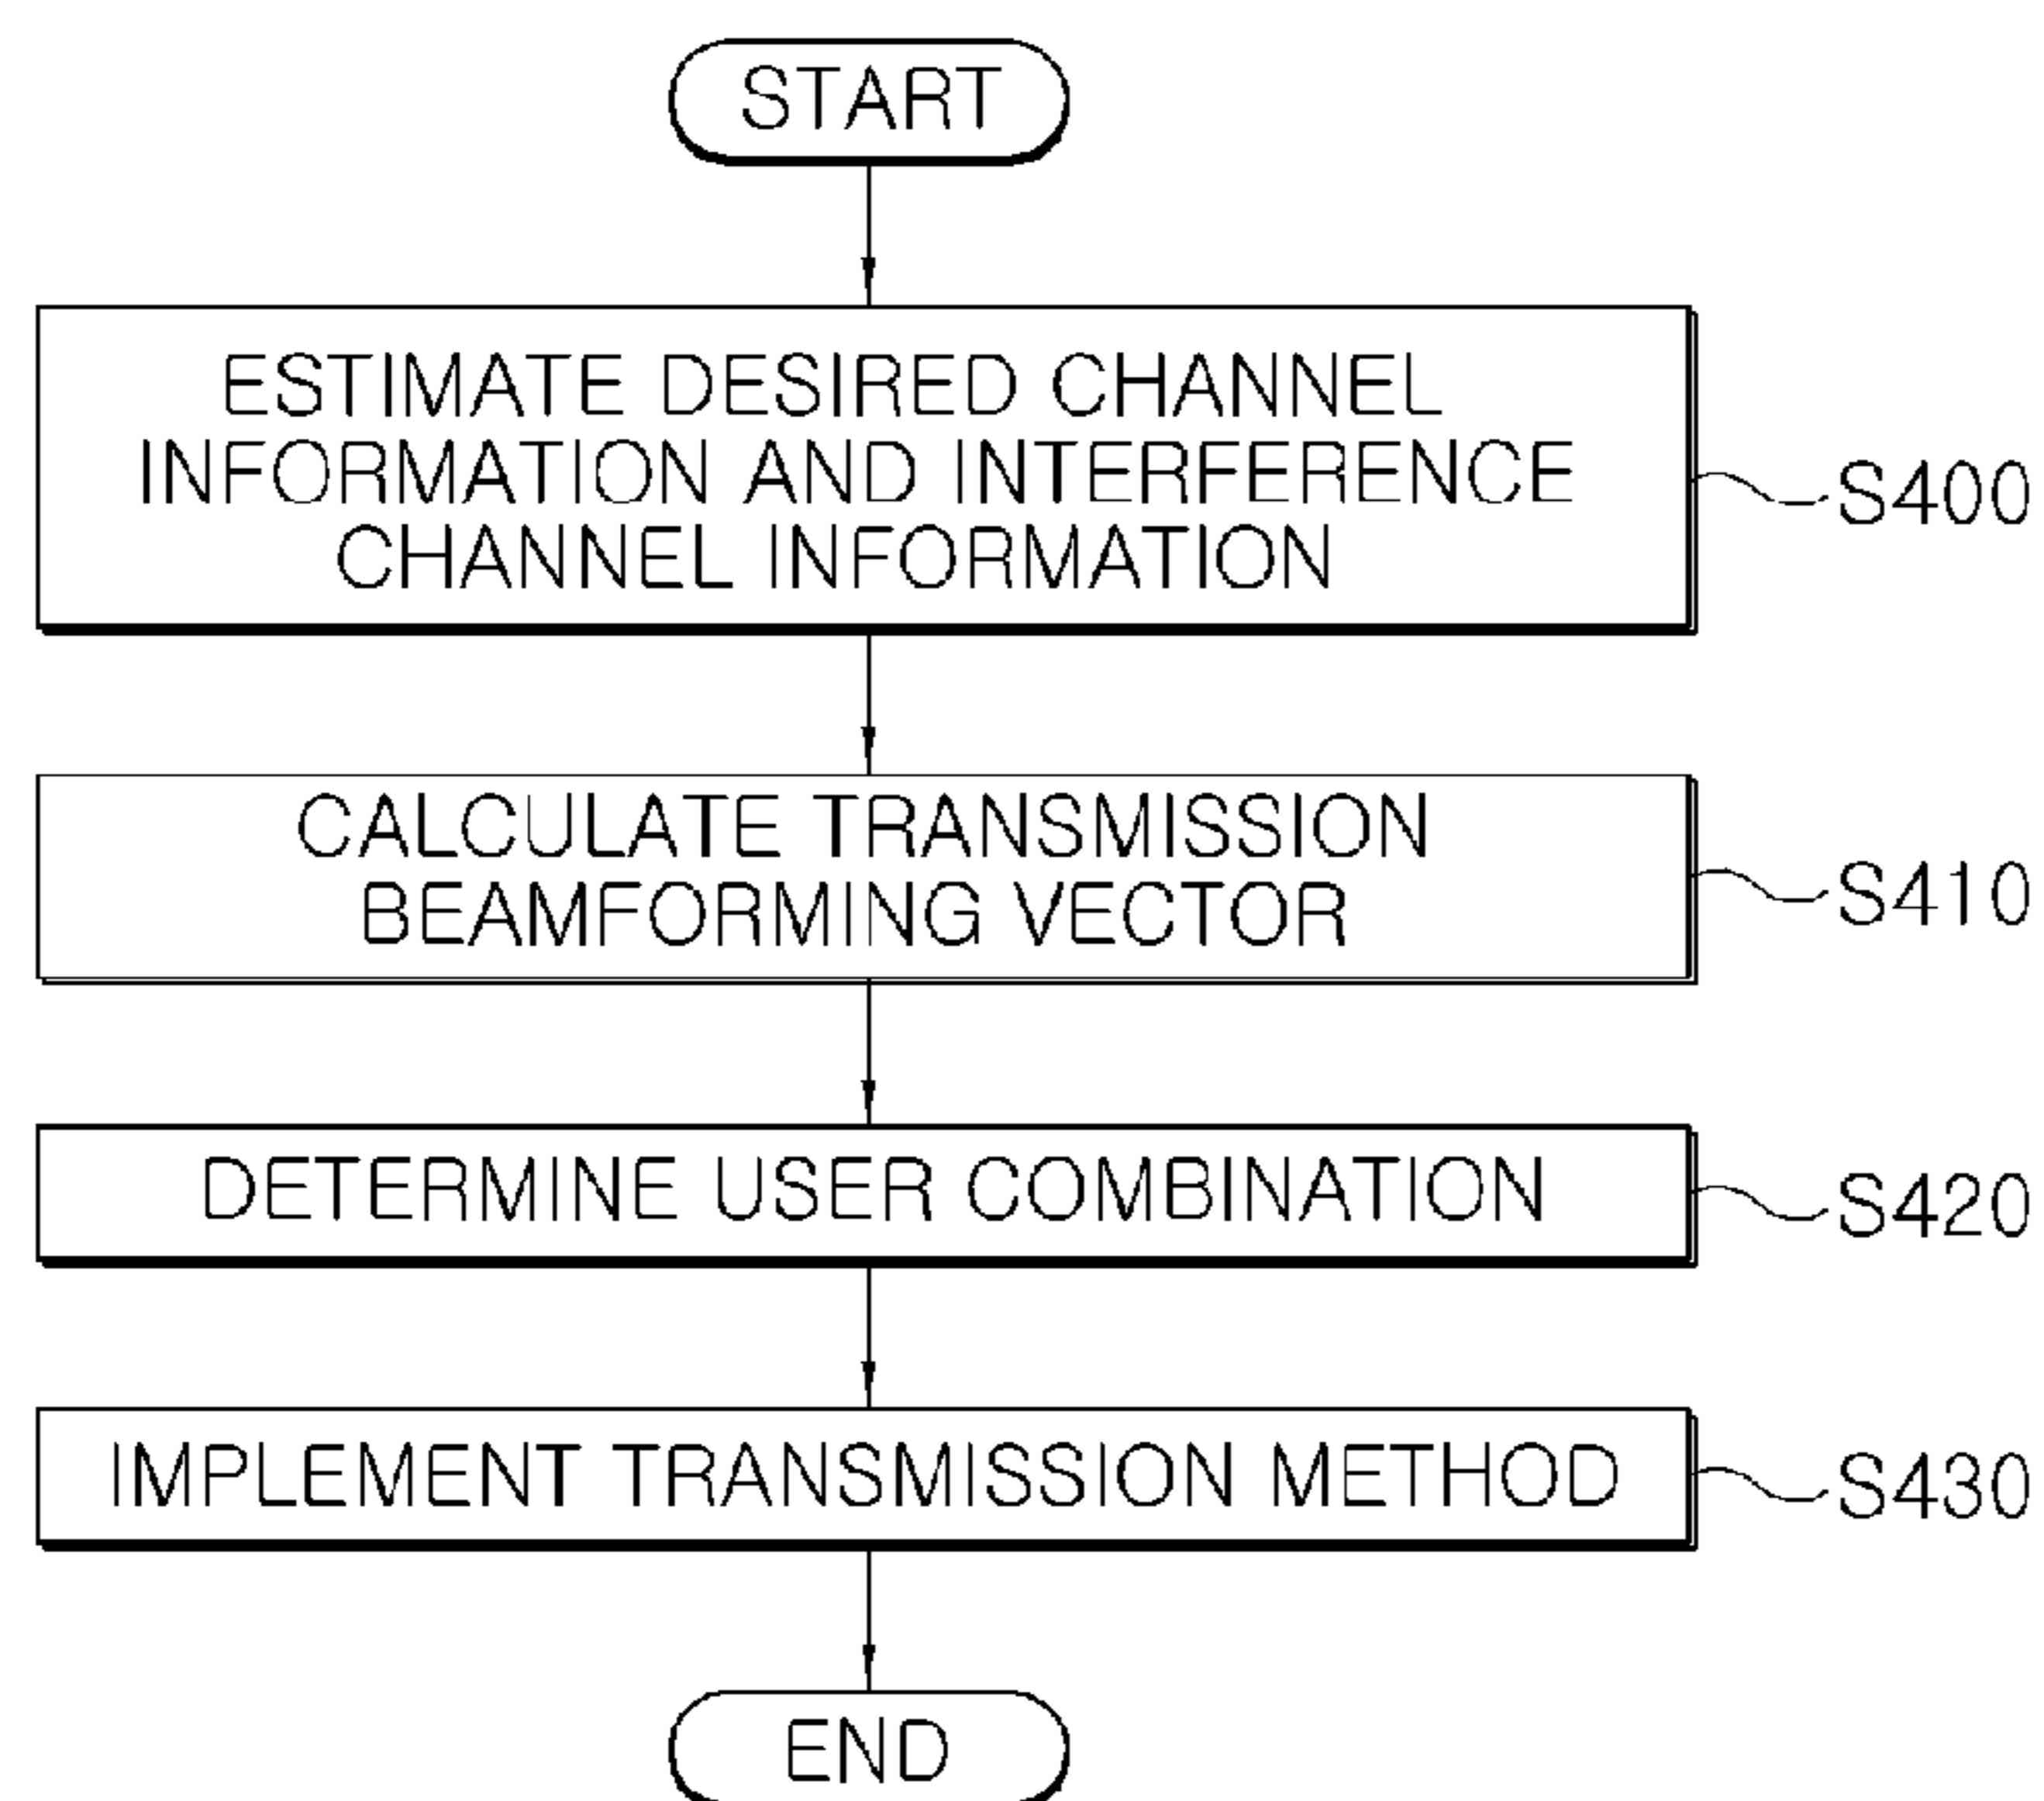 START
ESTIMATE DESIRED CHANNEL
INFORMATION AND INTERFERENCE
CHANNEL INFORMATION
S400
CALCULATE TRANSMISSION
BEAMFORMING VECTOR
S410
DETERMINE USER COMBINATION
S420
IMPLEMENT TRANSMISSION METHOD
S430
END